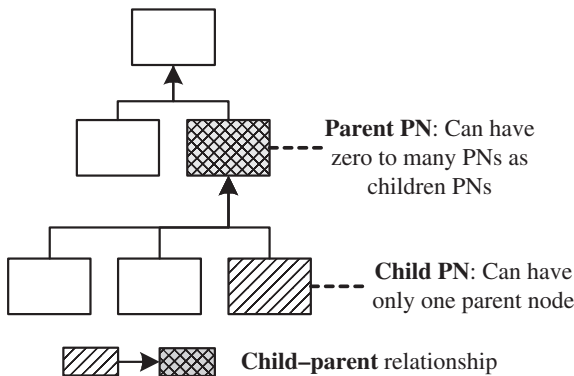 Parent PN: Can have
zero to many PNs as
children PNs
Child PN: Can have
only one parent node
Child–parent relationship